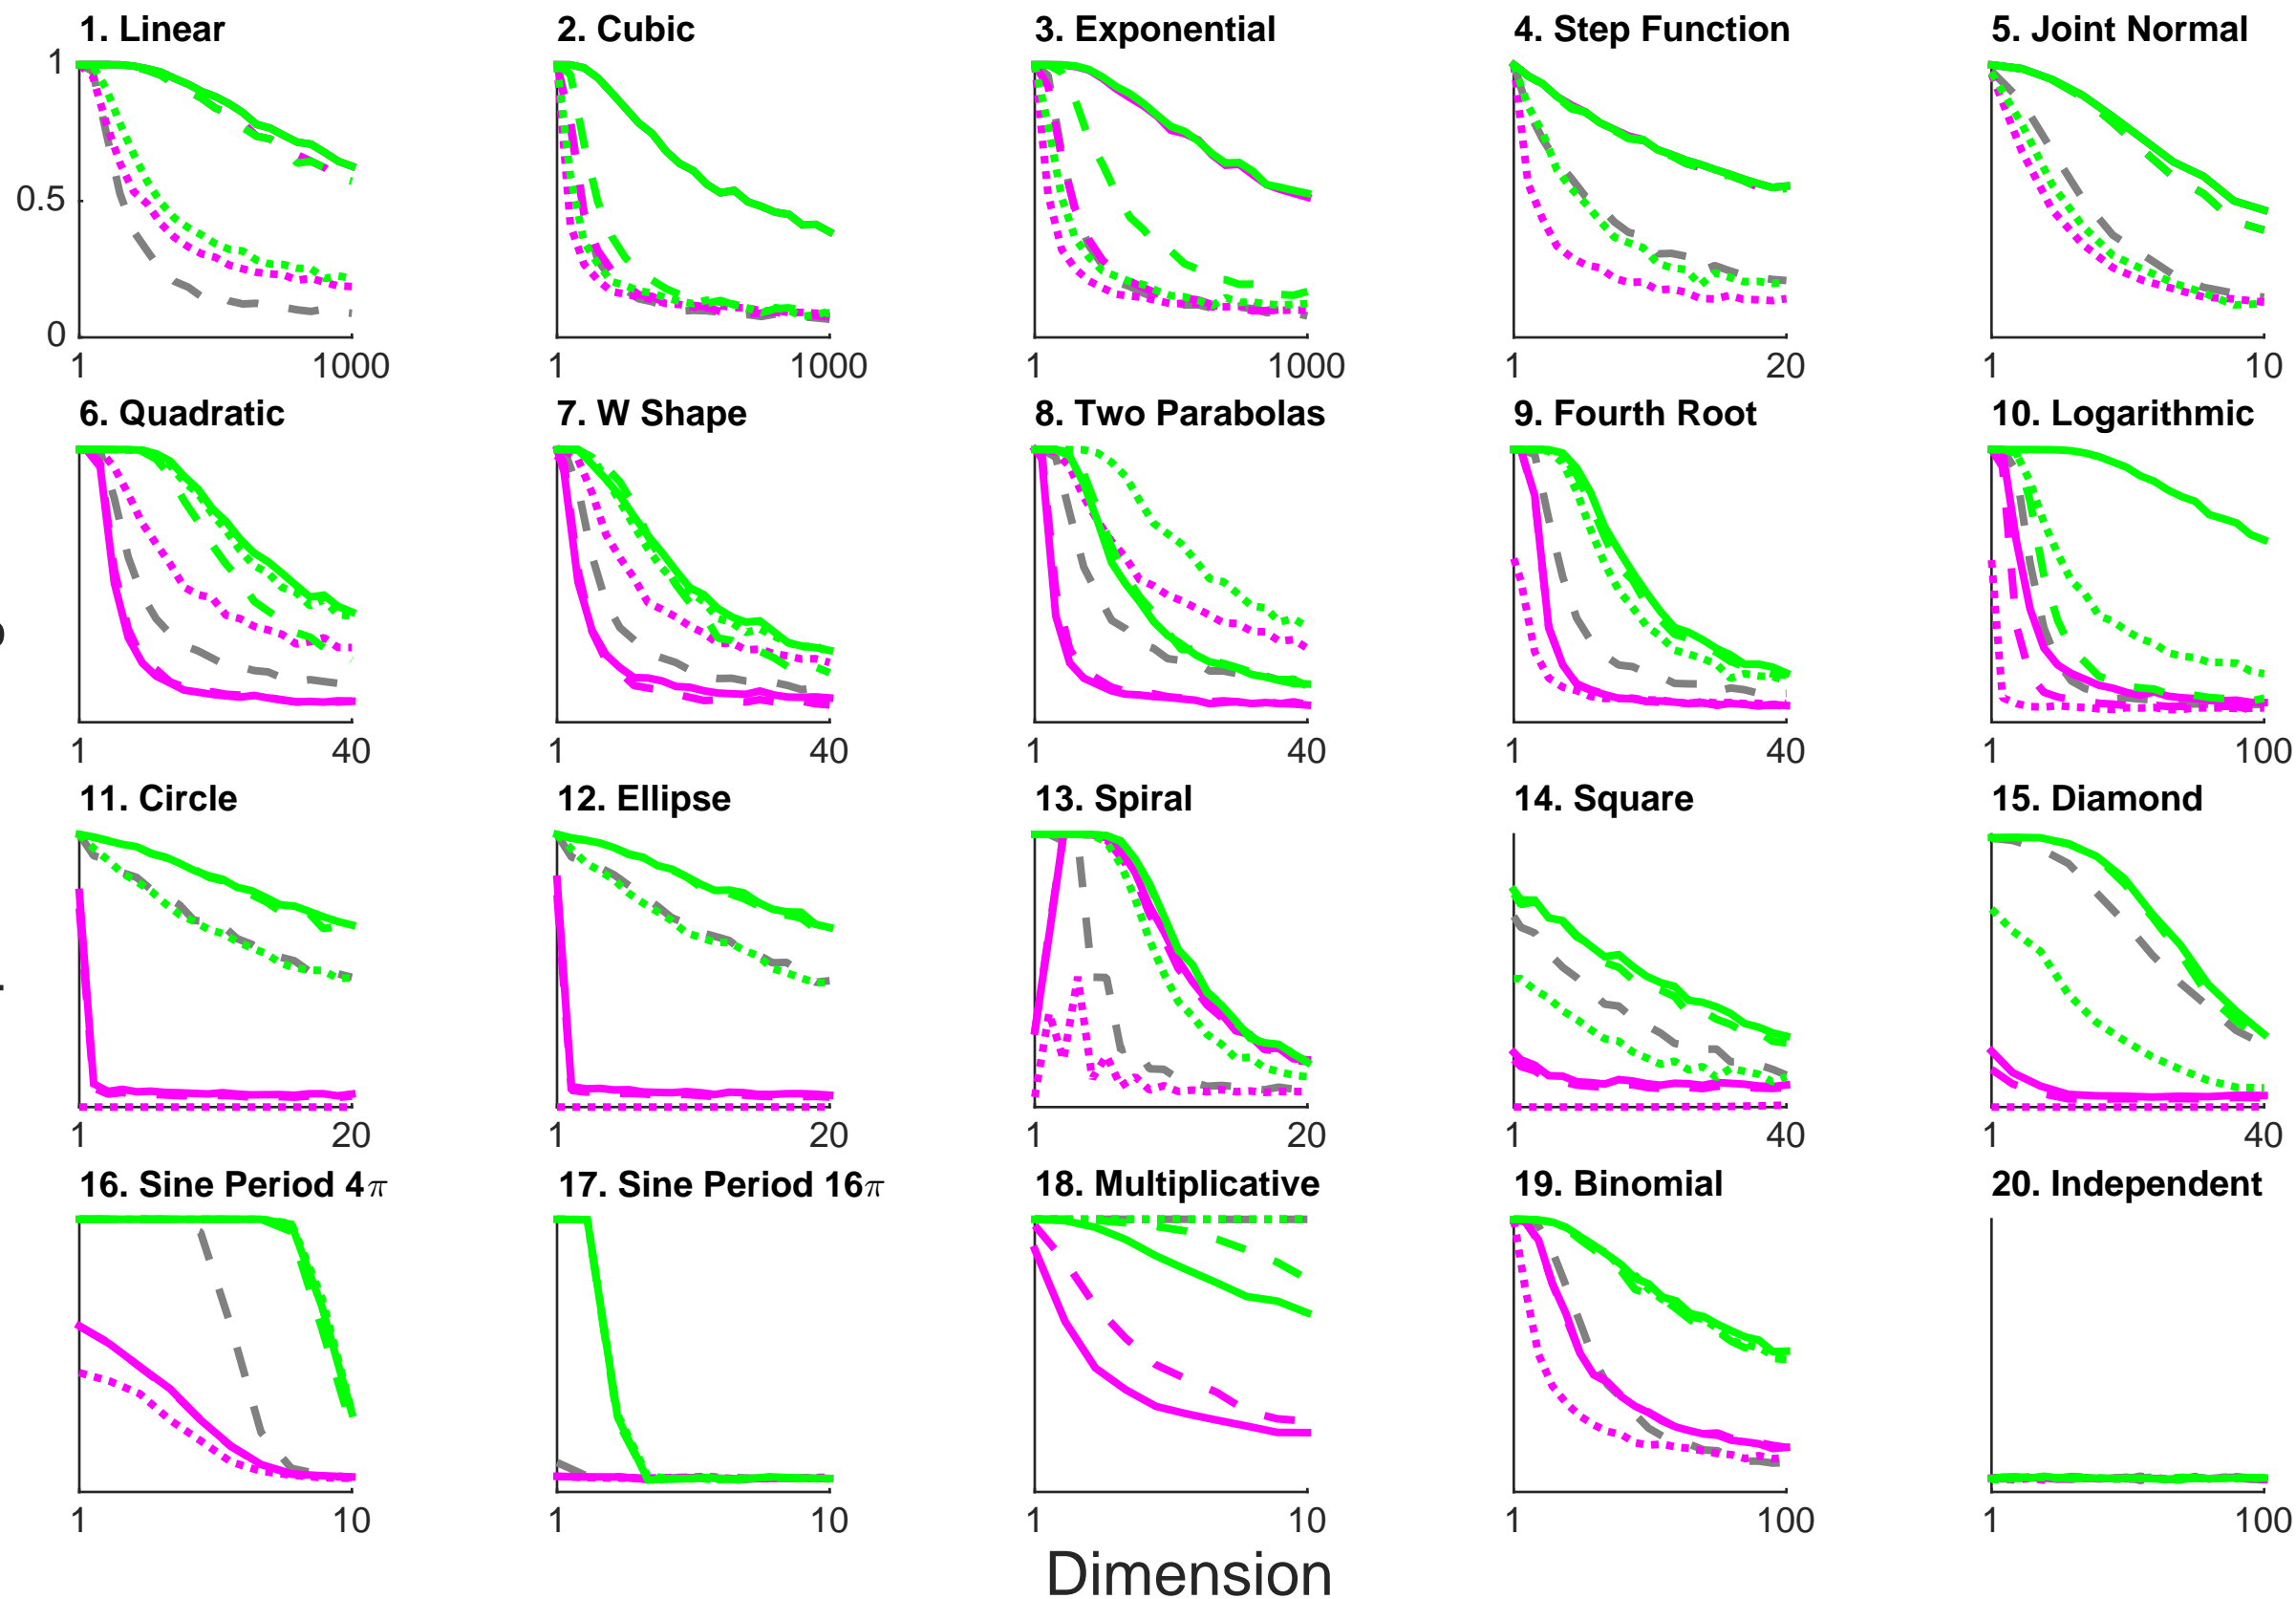 1. Linear 2. Cubic 3. Exponential 4. Step Function 5. Joint Normal
1
0.5
0
1 1000 1 1000 1 1000 1 20 1 10
6. Quadratic 7. W Shape 8. Two Parabolas 9. Fourth Root 10. Logarithmic
1 40 1 40 1 40 1 40 1 100
11. Circle 12. Ellipse 13. Spiral 14. Square 15. Diamond
1 20 1 20 1 20 1 40 1 40
16. Sine Period 4π 17. Sine Period 16π 18. Multiplicative 19. Binomial 20. Independent
1 10 1 10 1 10 1 100 1 100
Dimension